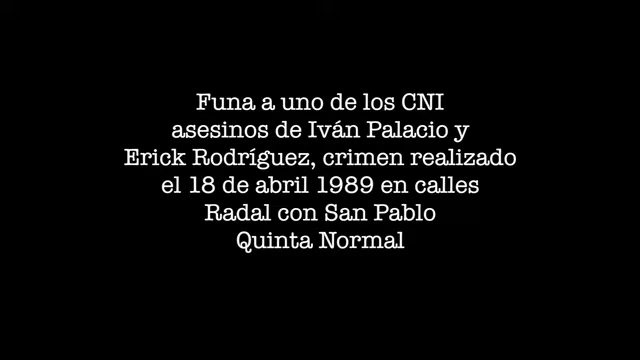 Funa a uno de los CNI
asesinos de Iván Palacio y
Erick Rodríguez, crimen realizado
el 18 de abril 1989 en calles
Radal con San Pablo
Quinta Normal